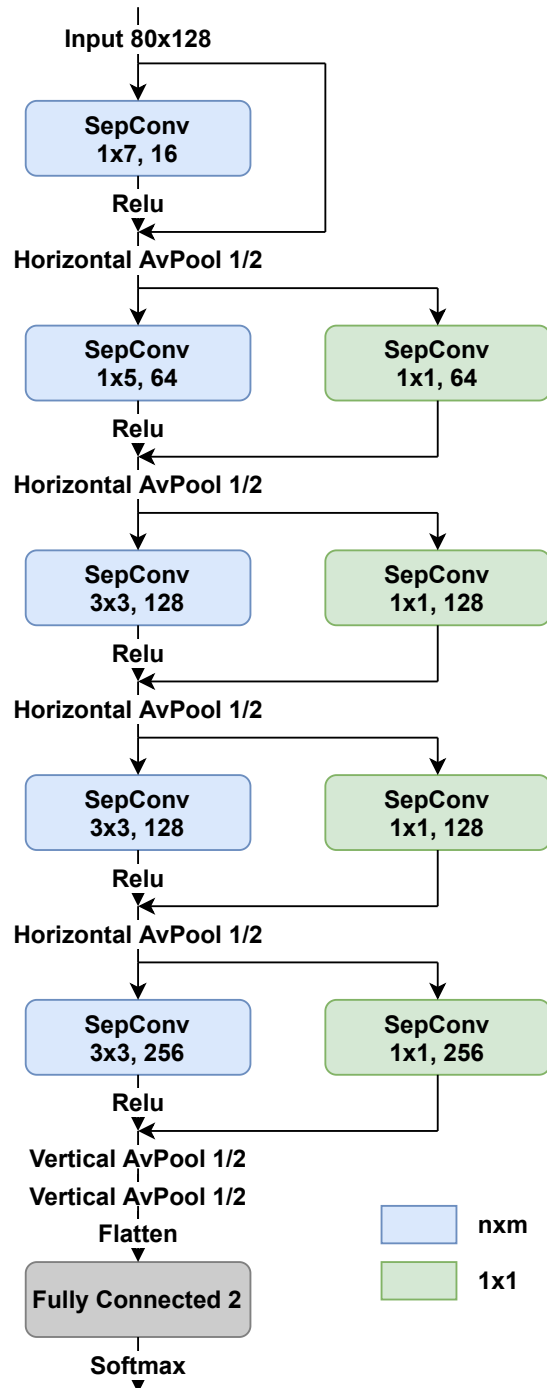 Input 80x128
SepConv
1x7, 16
Relu
Horizontal AvPool 1/2
SepConv
1x5, 64
SepConv
1x1, 64
Relu
Horizontal AvPool 1/2
SepConv
3x3, 128
SepConv
1x1, 128
Relu
Horizontal AvPool 1/2
SepConv
3x3, 128
SepConv
1x1, 128
Relu
Horizontal AvPool 1/2
SepConv
3x3, 256
SepConv
1x1, 256
Relu
Vertical AvPool 1/2
Vertical AvPool 1/2
Flatten
Fully Connected 2
Softmax
nxm
1x1